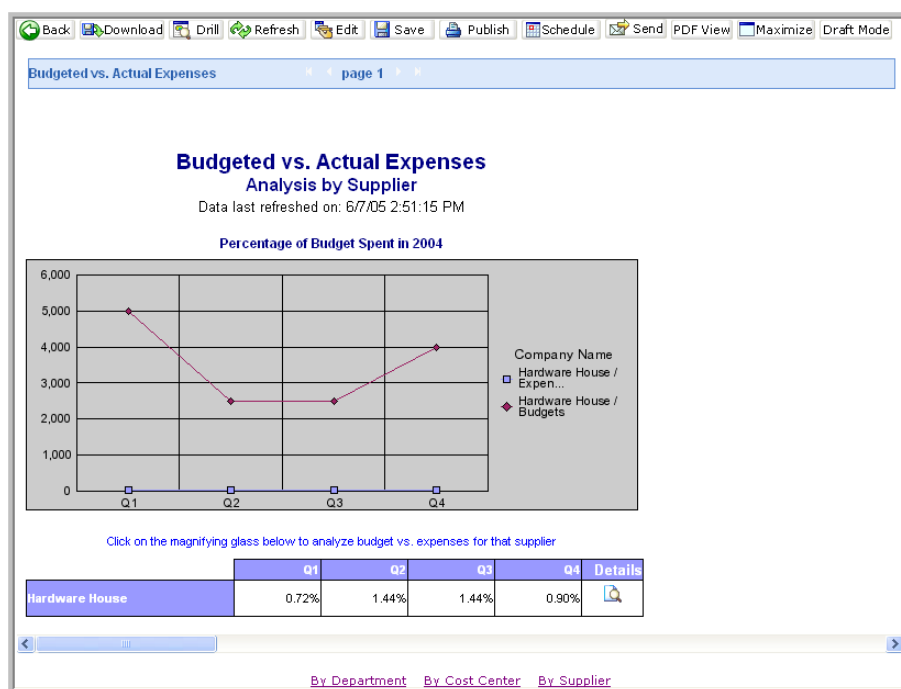 Back Download Drill Refresh Edit Save Publish Schedule Send PDF View Maximize Draft Mode
Budgeted vs. Actual Expenses page 1
Budgeted vs. Actual Expenses
Analysis by Supplier
Data last refreshed on: 6/7/05 2:51:15 PM
Percentage of Budget Spent in 2004
6,000
5,000
4,000
3,000
2,000
1,000
0
Q1 Q2 Q3 Q4
Company Name
Hardware House /
Expen...
Hardware House /
Budgets
Click on the magnifying glass below to analyze budget vs. expenses for that supplier
Q1 Q2 Q3 Q4 Details
Hardware House 0.72% 1.44% 1.44% 0.90%
By Department By Cost Center By Supplier